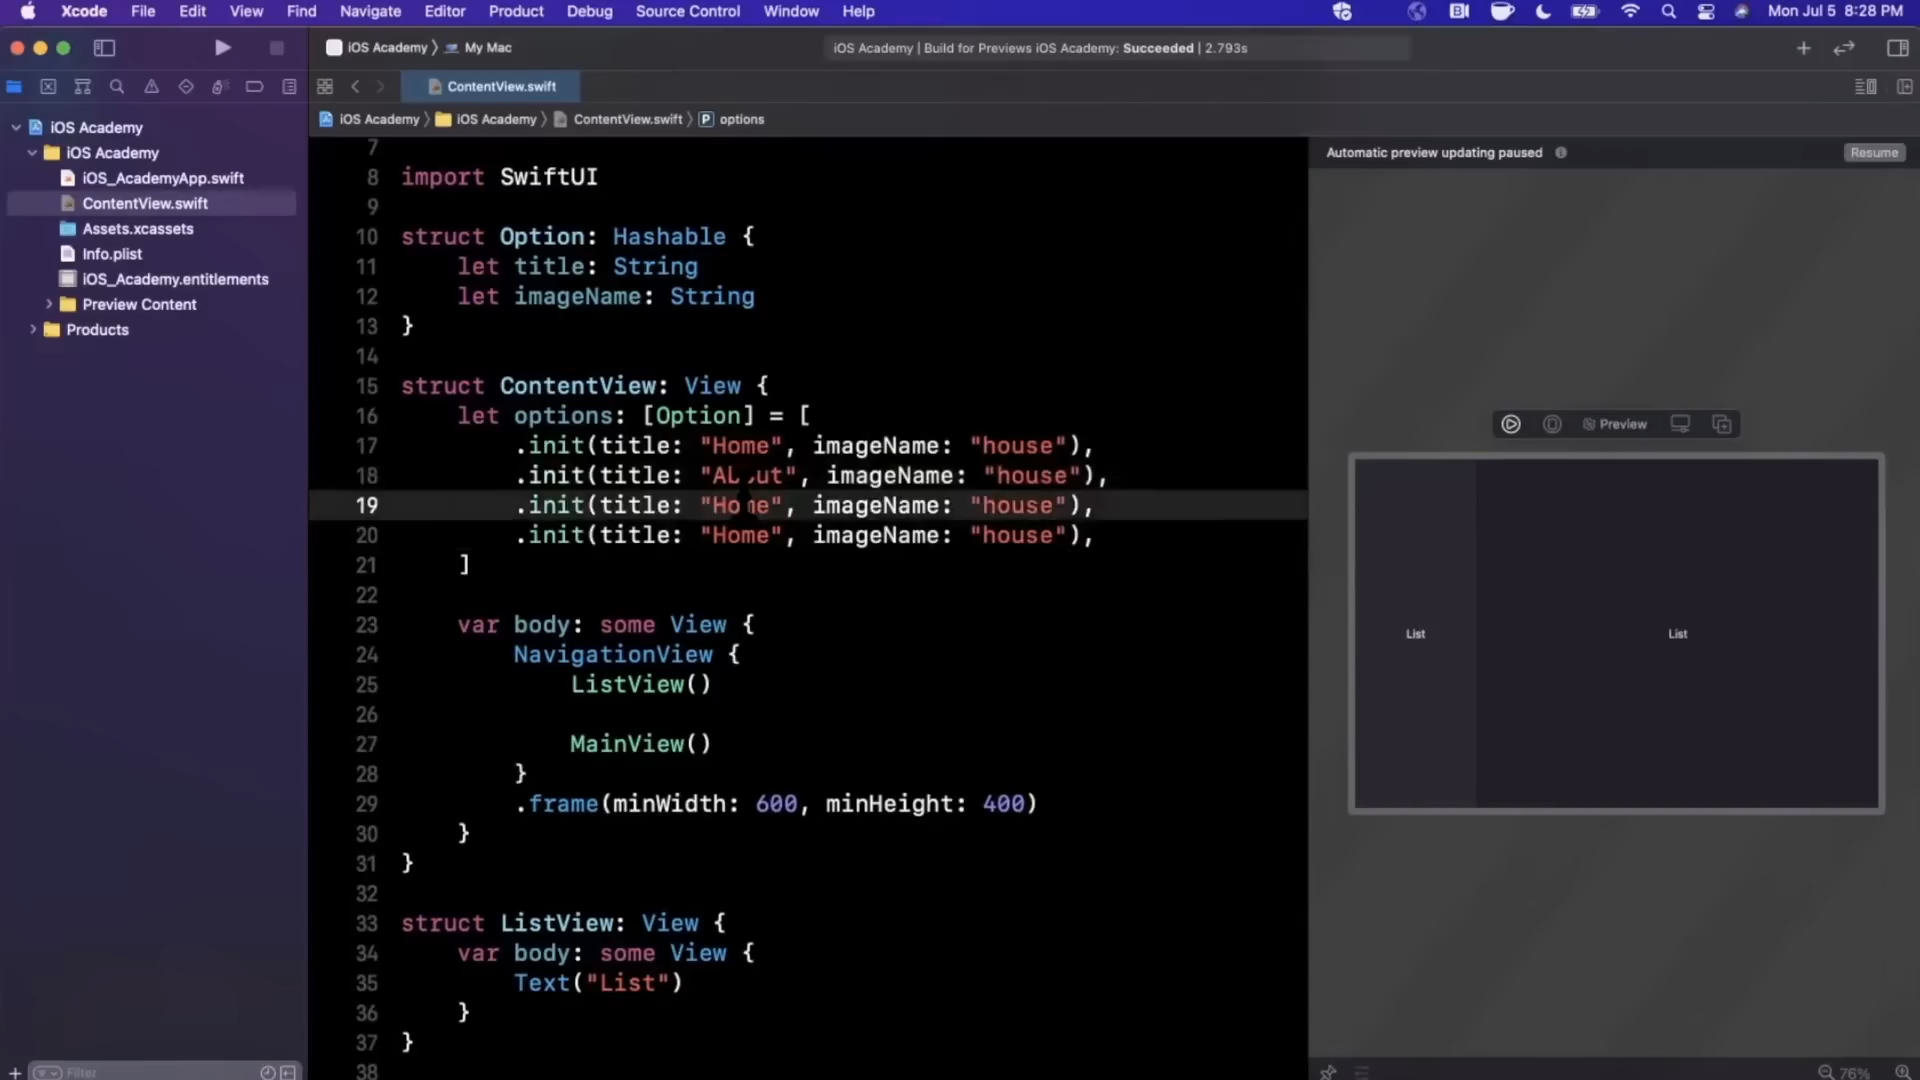 Xcode File Edit View Find Navigate Editor Product Debug Source Control Window Help Mon Jul 5 8:28 PM
iOS Academy 〉 My Mac
iOS Academy | Build for Previews iOS Academy: Succeeded | 2.793s
ContentView.swift
iOS Academy 〉 iOS Academy 〉 ContentView.swift 〉 P options
iOS Academy
iOS Academy
iOS_AcademyApp.swift
ContentView.swift
Assets.xcassets
Info.plist
iOS_Academy.entitlements
Preview Content
Products
Filter
7
8 import SwiftUI
9
10 struct Option: Hashable {
11 let title: String
12 let imageName: String
13 }
14
15 struct ContentView: View {
16 let options: [Option] = [
17 .init(title: "Home", imageName: "house"),
18 .init(title: "About", imageName: "house"),
19 .init(title: "Home", imageName: "house"),
20 .init(title: "Home", imageName: "house"),
21 ]
22
23 var body: some View {
24 NavigationView {
25 ListView()
26
27 MainView()
28 }
29 .frame(minWidth: 600, minHeight: 400)
30 }
31 }
32
33 struct ListView: View {
34 var body: some View {
35 Text("List")
36 }
37 }
38
Automatic preview updating paused
Resume
Preview
List
List
76%